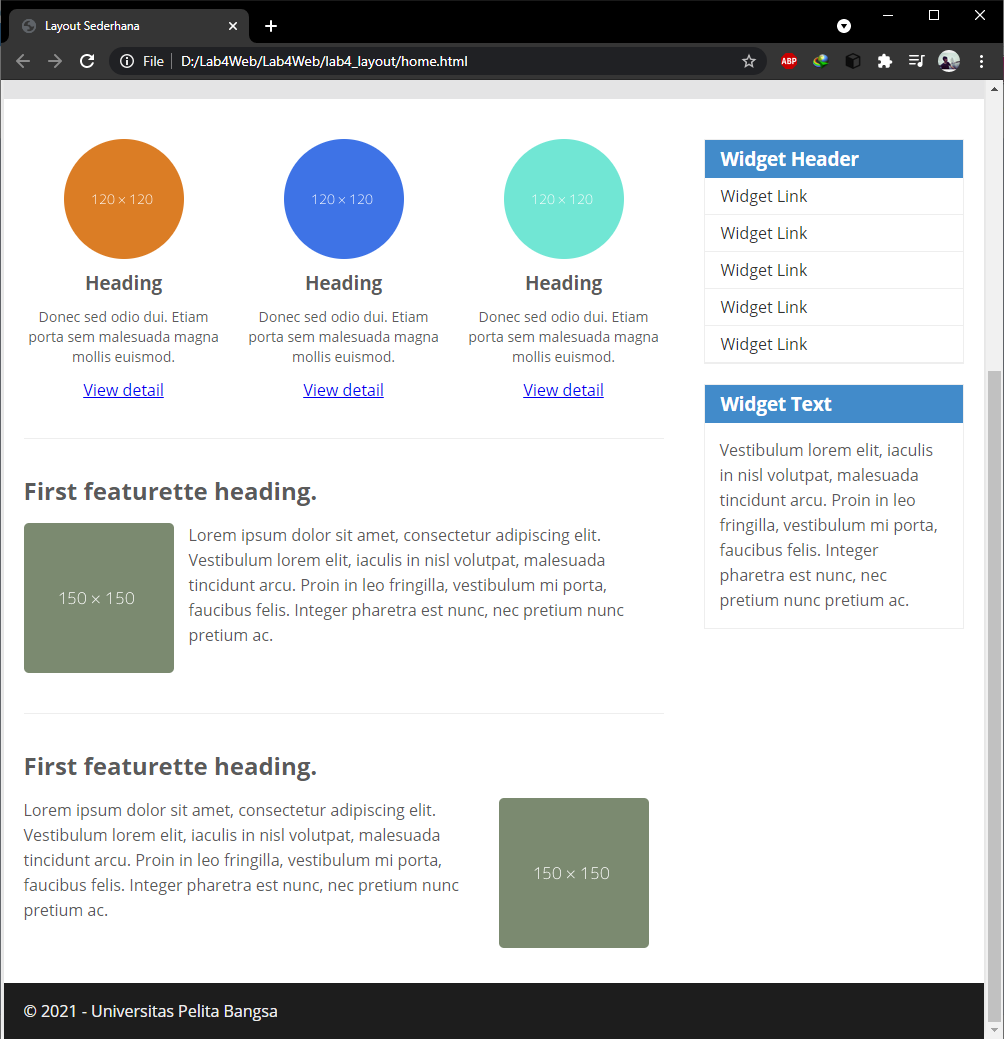 Layout Sederhana
File
D:/Lab4Web/Lab4Web/lab4_layout/home.html
ABP
120 × 120
120 × 120
120 × 120
Heading
Heading
Heading
Donec sed odio dui. Etiam
porta sem malesuada magna
mollis euismod.
Donec sed odio dui. Etiam
porta sem malesuada magna
mollis euismod.
Donec sed odio dui. Etiam
porta sem malesuada magna
mollis euismod.
View detail
View detail
View detail
First featurette heading.
150 × 150
Lorem ipsum dolor sit amet, consectetur adipiscing elit.
Vestibulum lorem elit, iaculis in nisl volutpat, malesuada
tincidunt arcu. Proin in leo fringilla, vestibulum mi porta,
faucibus felis. Integer pharetra est nunc, nec pretium nunc
pretium ac.
First featurette heading.
Lorem ipsum dolor sit amet, consectetur adipiscing elit.
Vestibulum lorem elit, iaculis in nisl volutpat, malesuada
tincidunt arcu. Proin in leo fringilla, vestibulum mi porta,
faucibus felis. Integer pharetra est nunc, nec pretium nunc
pretium ac.
150 × 150
Widget Header
Widget Link
Widget Link
Widget Link
Widget Link
Widget Link
Widget Text
Vestibulum lorem elit, iaculis
in nisl volutpat, malesuada
tincidunt arcu. Proin in leo
fringilla, vestibulum mi porta,
faucibus felis. Integer
pharetra est nunc, nec
pretium nunc pretium ac.
© 2021 - Universitas Pelita Bangsa